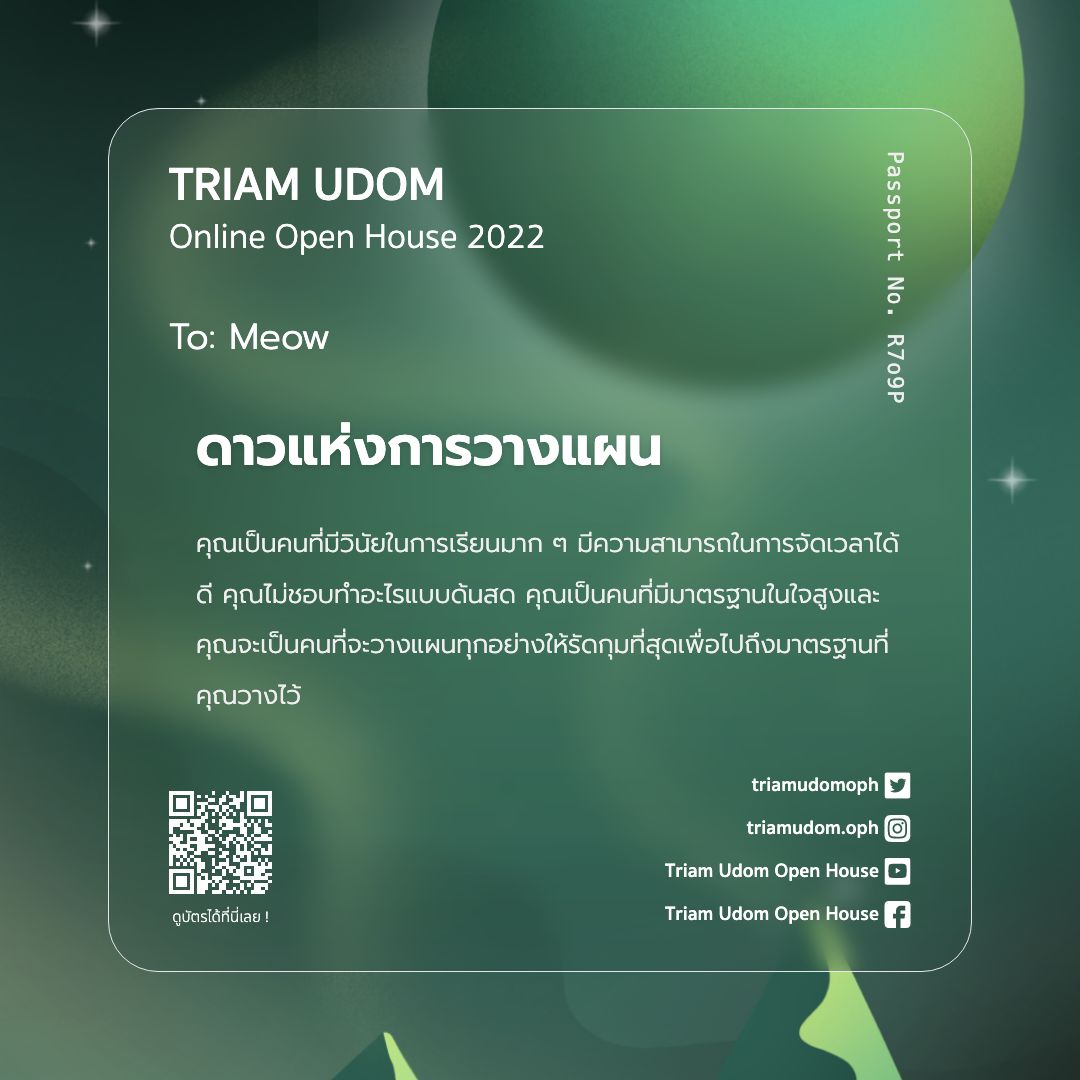 TRIAM UDOM
Online Open House 2022
Passport No. R7o9P
To: Meow
ดาวแห่งการวางแผน
คุณเป็นคนที่มีวินัยในการเรียนมาก ๆ มีความสามารถในการจัดเวลาได้
ดี คุณไม่ชอบทำอะไรแบบด้นสด คุณเป็นคนที่มีมาตรฐานในใจสูงและ
คุณจะเป็นคนที่จะวางแผนทุกอย่างให้รัดกุมที่สุดเพื่อไปถึงมาตรฐานที่
คุณวางไว้
triamudomoph
triamudom.oph
Triam Udom Open House
Triam Udom Open House
ดูบัตรได้ที่นี่เลย !